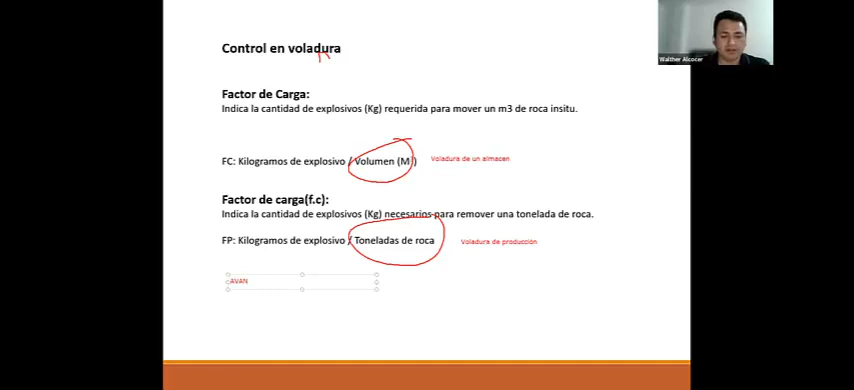 Control en voladura
Walther Alcocer
Factor de Carga:
Indica la cantidad de explosivos (Kg) requerida para mover un m3 de roca insitu.
FC: Kilogramos de explosivo / Volumen (M3)
Voladura de un almacen
Factor de carga(f.c):
Indica la cantidad de explosivos (Kg) necesarios para remover una tonelada de roca.
FP: Kilogramos de explosivo / Toneladas de roca
Voladura de producción
AVAN